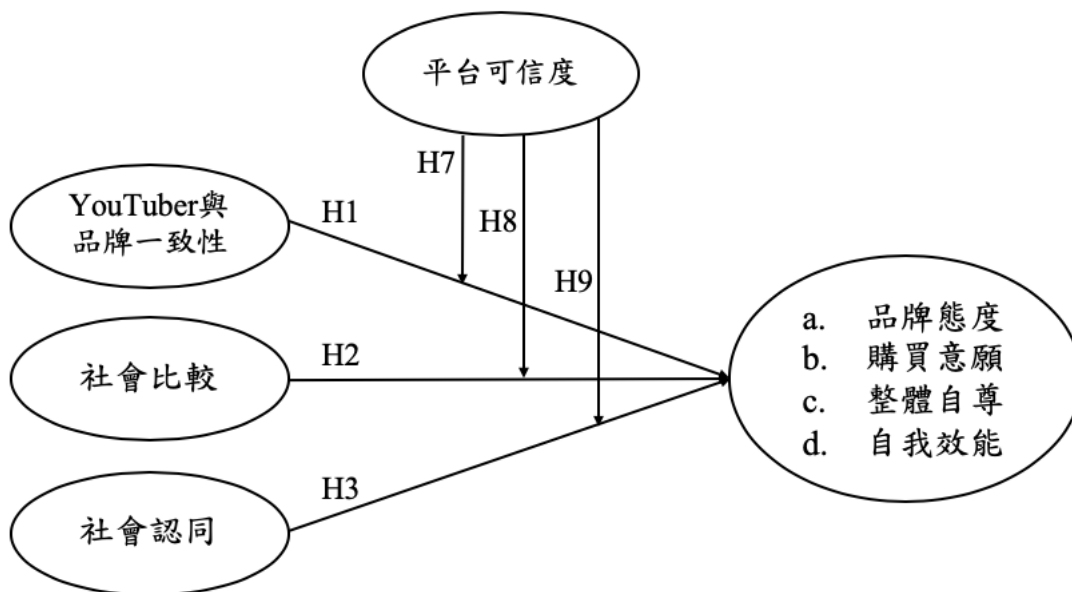 平台可信度
H7
YouTuber與
品牌一致性
H1
H8
H9
社會比較
H2
a. 品牌態度
b. 購買意願
c. 整體自尊
d. 自我效能
H3
社會認同